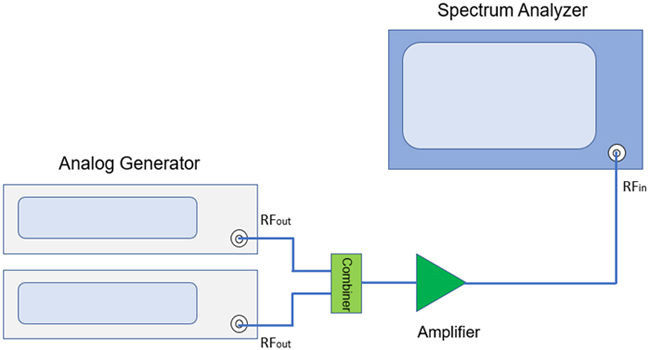 Spectrum Analyzer
Analog Generator
RFin
RFout
Combiner
RFout
Amplifier